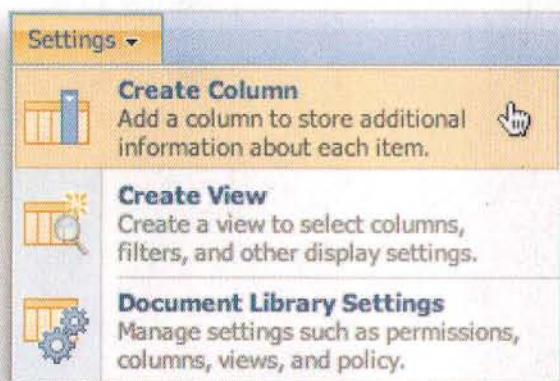 Settings
Create Column
Add a column to store additional
information about each item.
Create View
Create a view to select columns,
filters, and other display settings.
Document Library Settings
Manage settings such as permissions,
columns, views, and policy.